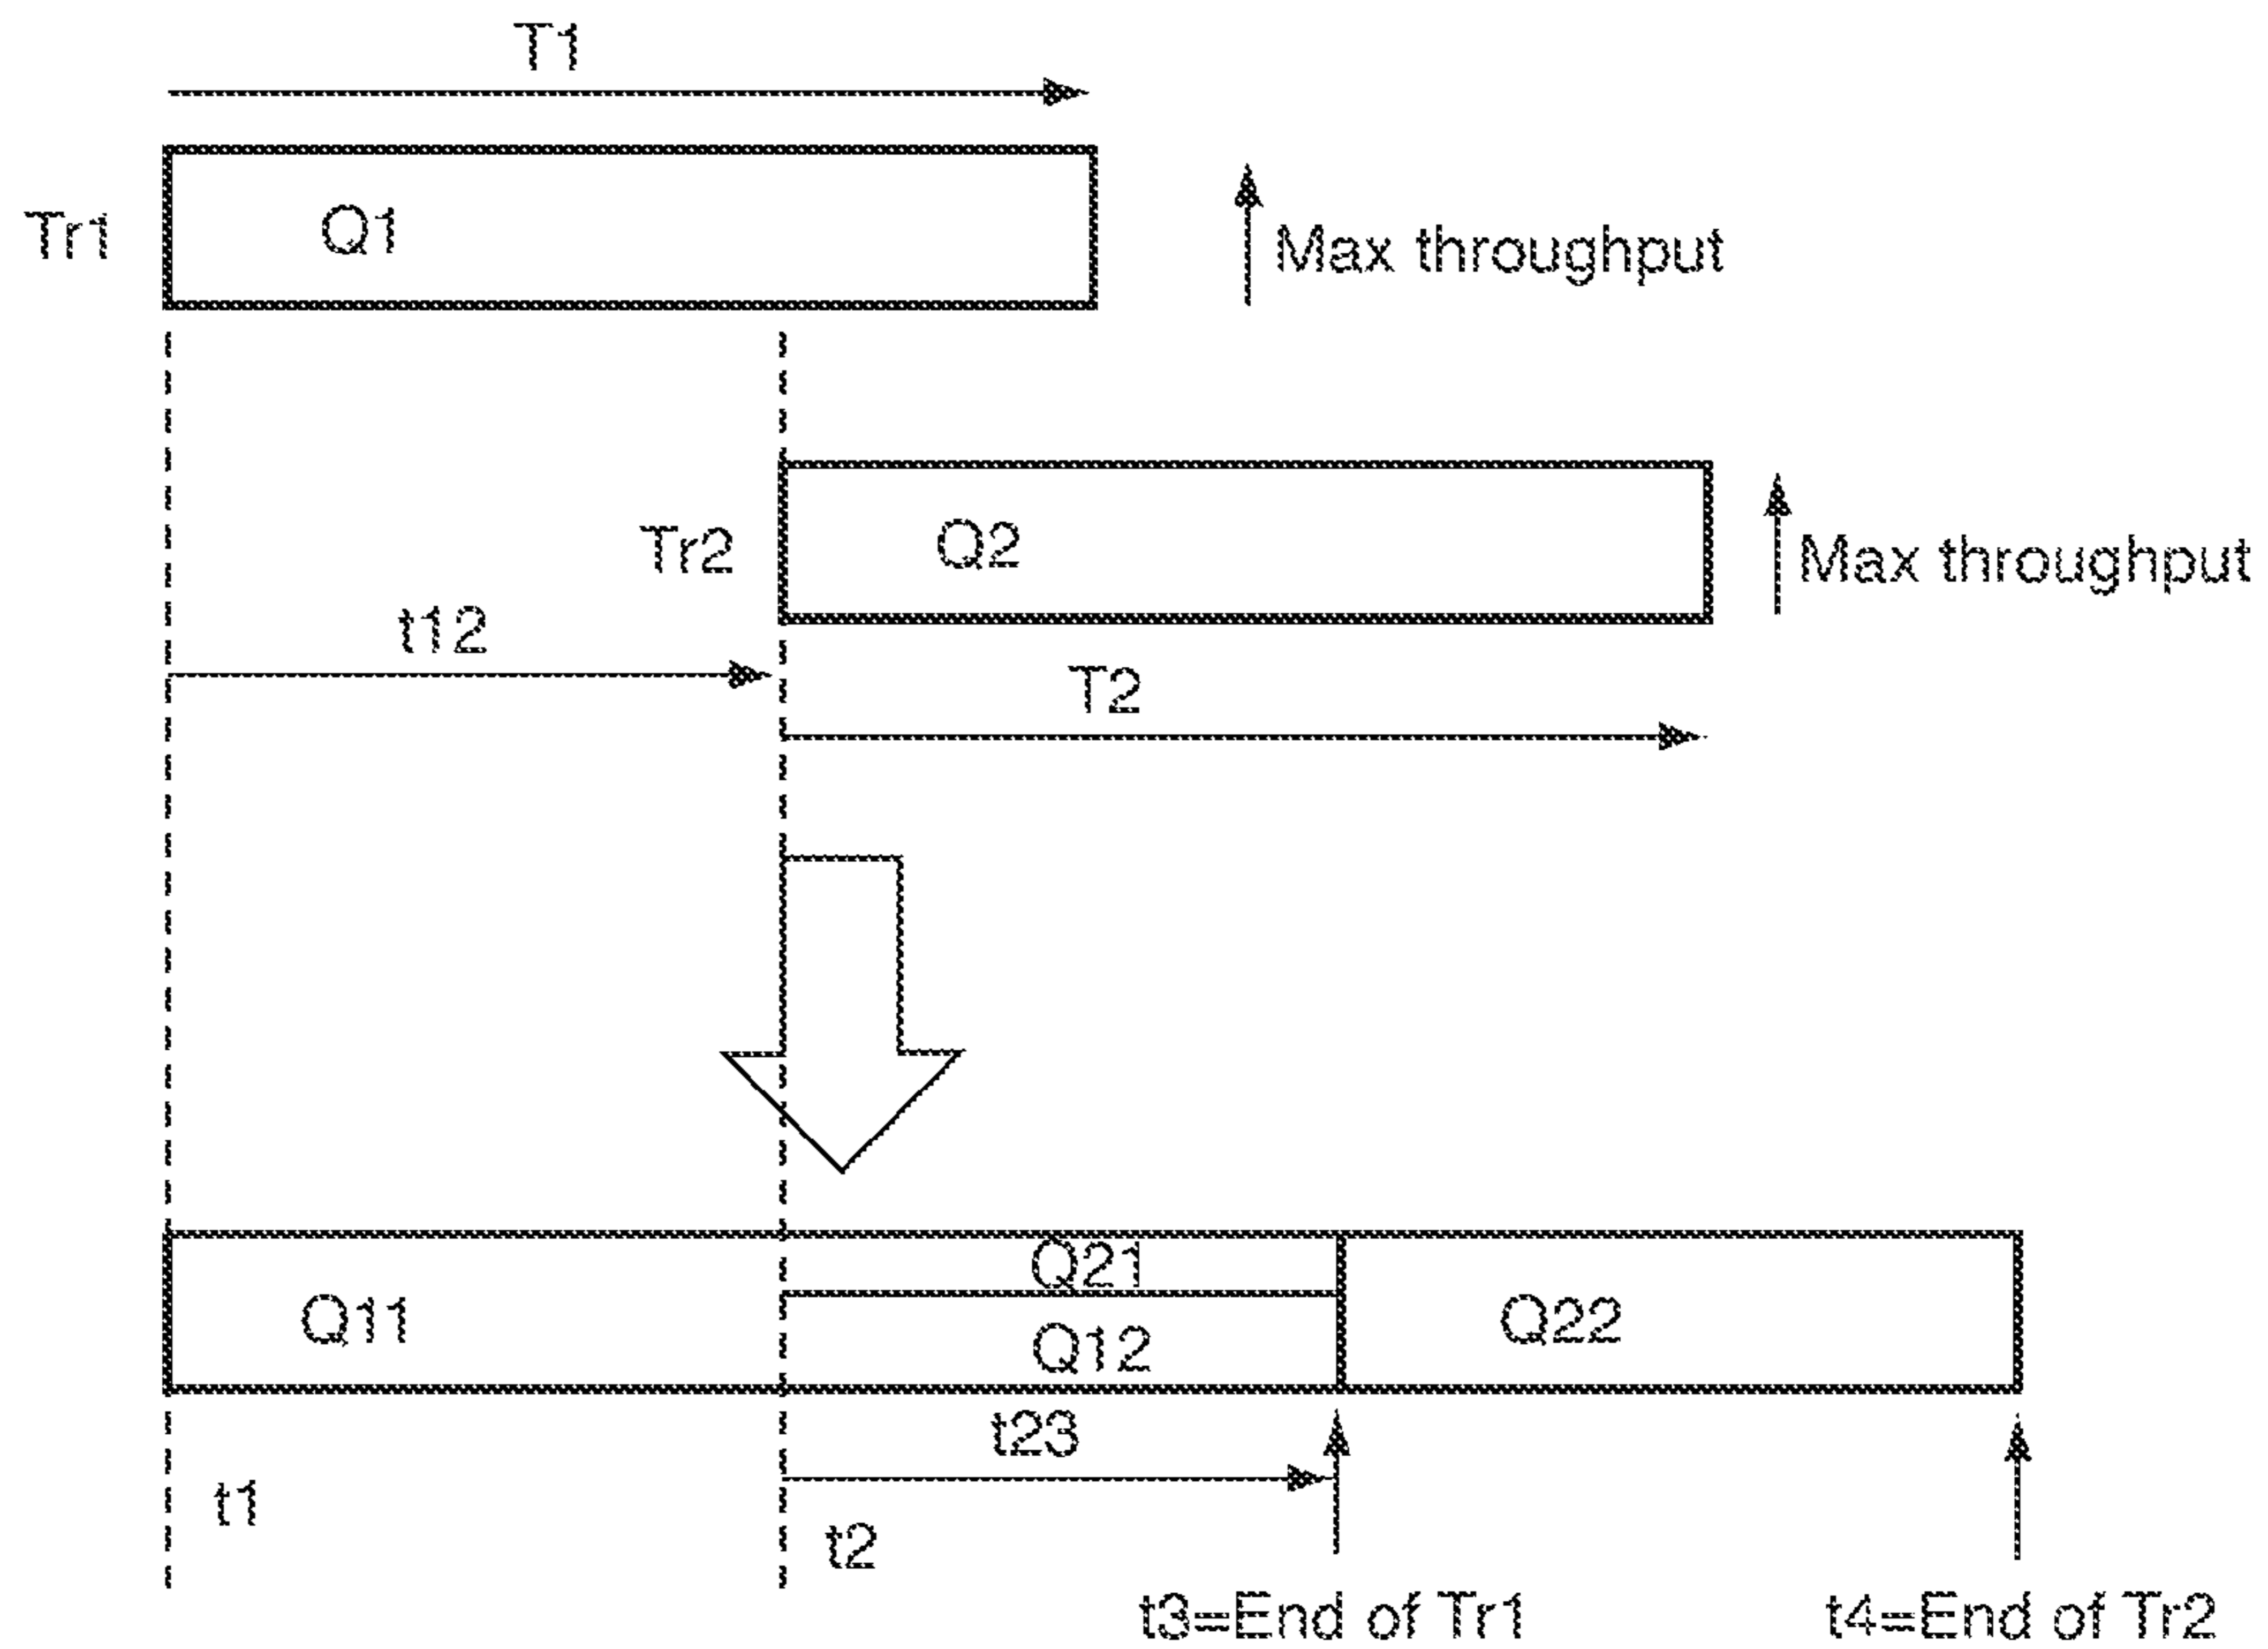 T1
Tr1
Q1
Max throughput
Tr2
Q2
Max throughput
t12
T2
Q21
Q11
Q12
Q22
t23
t1
t2
t3=End of Tr1
t4=End of Tr2